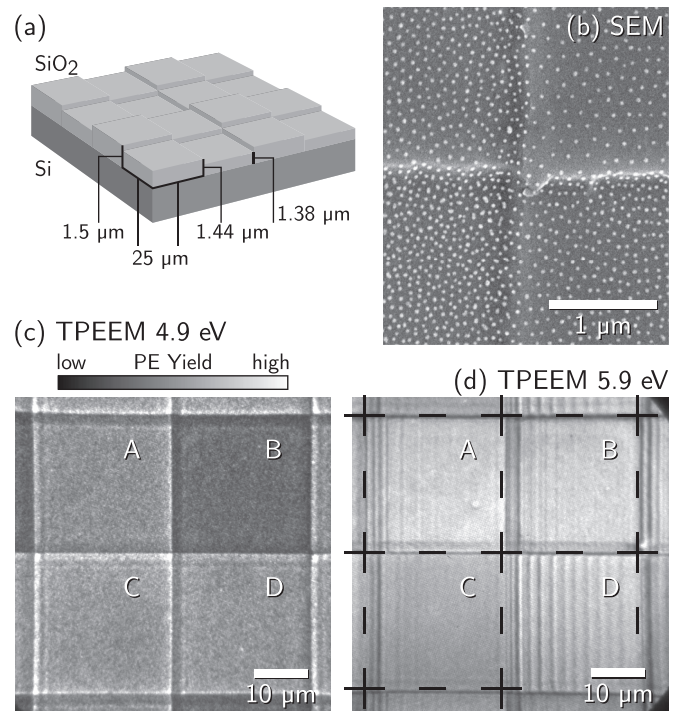 (a)
SiO2
Si
1.5 µm
25 µm
1.44 µm
1.38 µm
(b) SEM
1 µm
(c) TPEEM 4.9 eV
low PE Yield high
A B
C D
10 µm
(d) TPEEM 5.9 eV
A B
C D
10 µm